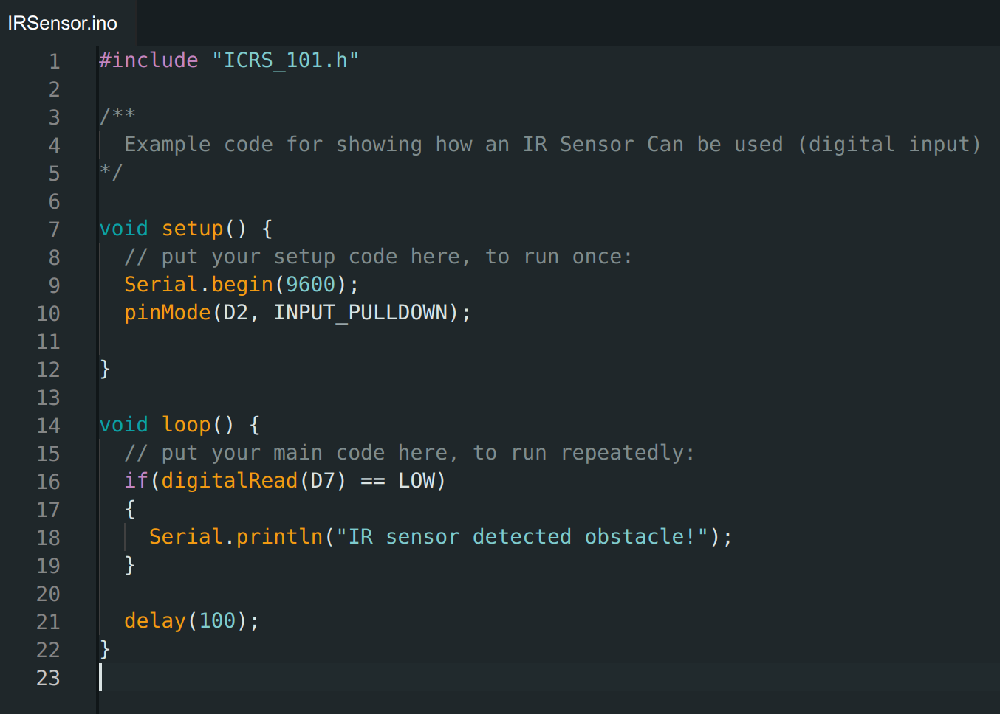 IRSensor.ino
1 #include "ICRS_101.h"
2
3 /**
4   Example code for showing how an IR Sensor Can be used (digital input)
5 */
6
7 void setup() {
8   // put your setup code here, to run once:
9   Serial.begin(9600);
10   pinMode(D2, INPUT_PULLDOWN);
11
12 }
13
14 void loop() {
15   // put your main code here, to run repeatedly:
16   if(digitalRead(D7) == LOW)
17   {
18     Serial.println("IR sensor detected obstacle!");
19   }
20
21   delay(100);
22 }
23